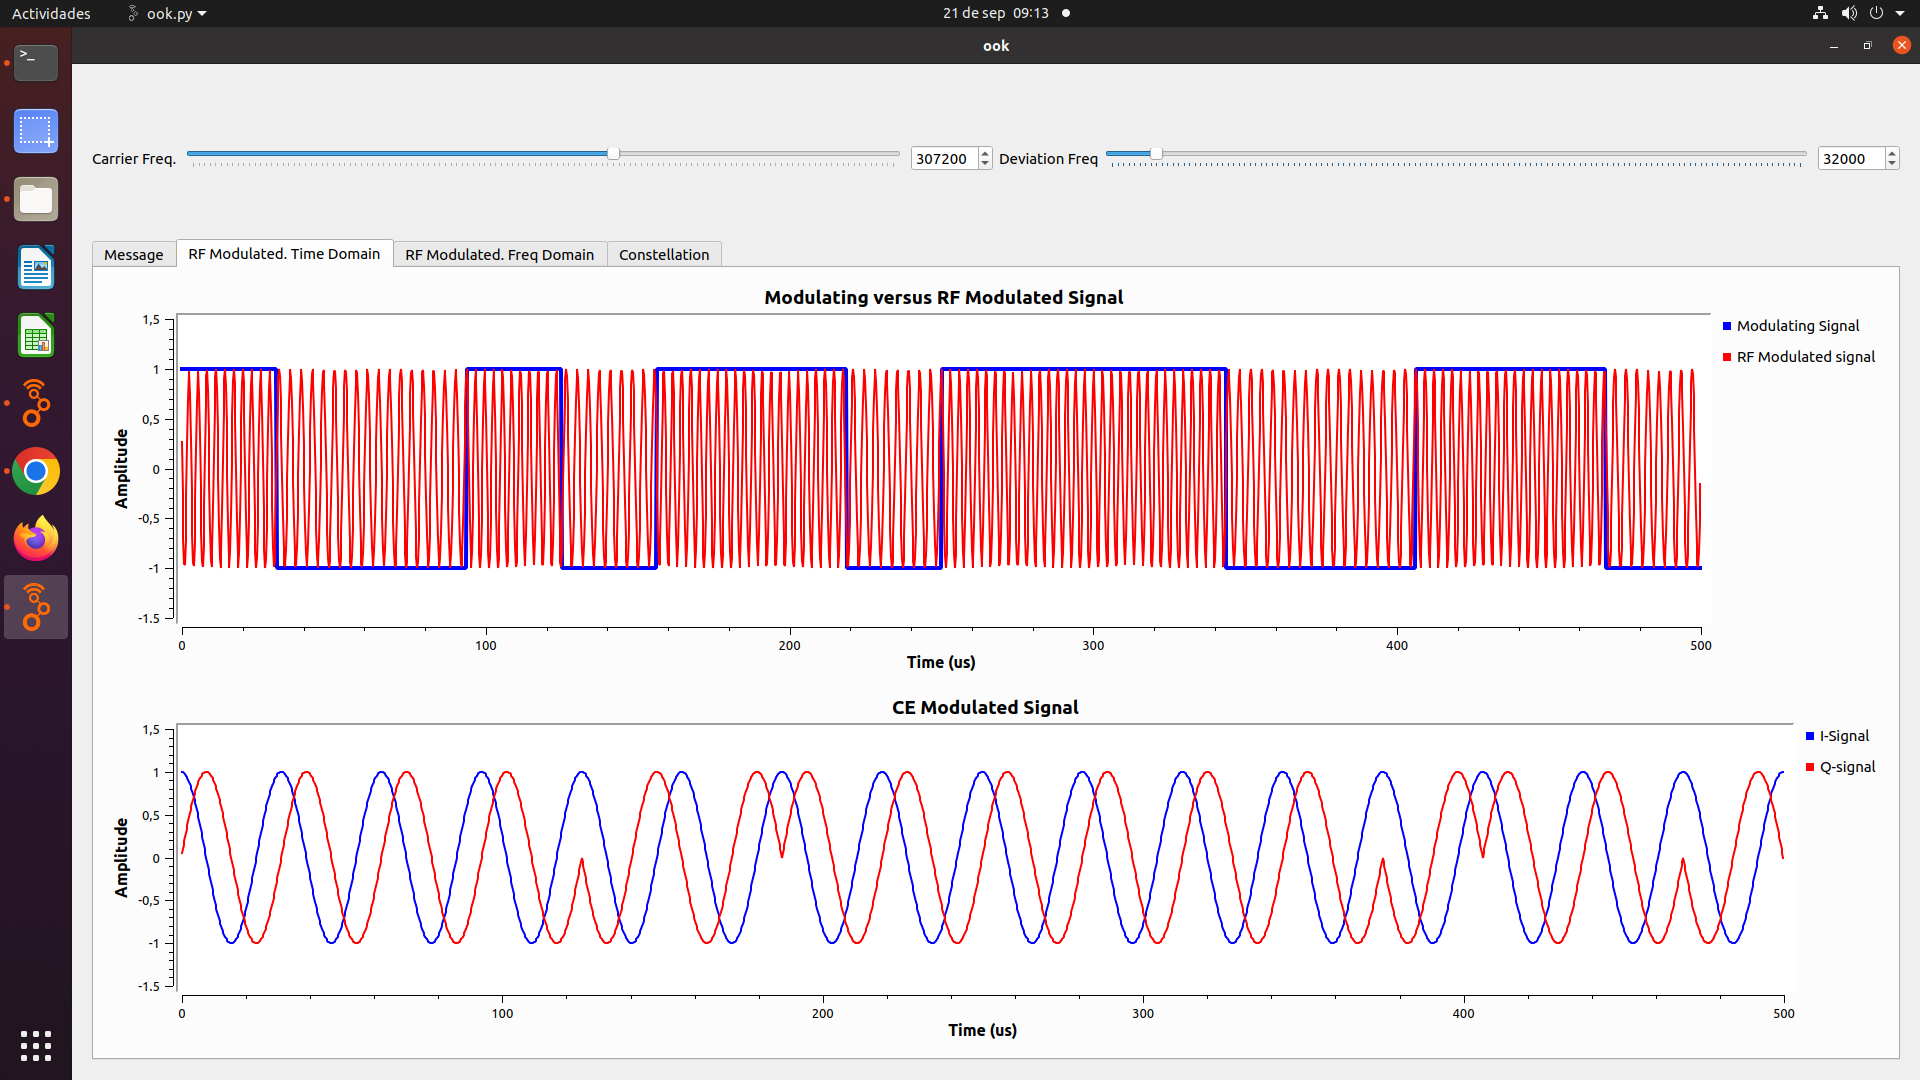 Actividades
ook.py
21 de sep 09:13
ook
Carrier Freq.
307200
Deviation Freq
32000
Message
RF Modulated. Time Domain
RF Modulated. Freq Domain
Constellation
Modulating versus RF Modulated Signal
1,5
1
0,5
0
-0,5
-1
-1.5
Amplitude
0
100
200
300
400
500
Time (us)
Modulating Signal
RF Modulated signal
CE Modulated Signal
1,5
1
0,5
0
-0,5
-1
-1.5
Amplitude
0
100
200
300
400
500
Time (us)
I-Signal
Q-signal